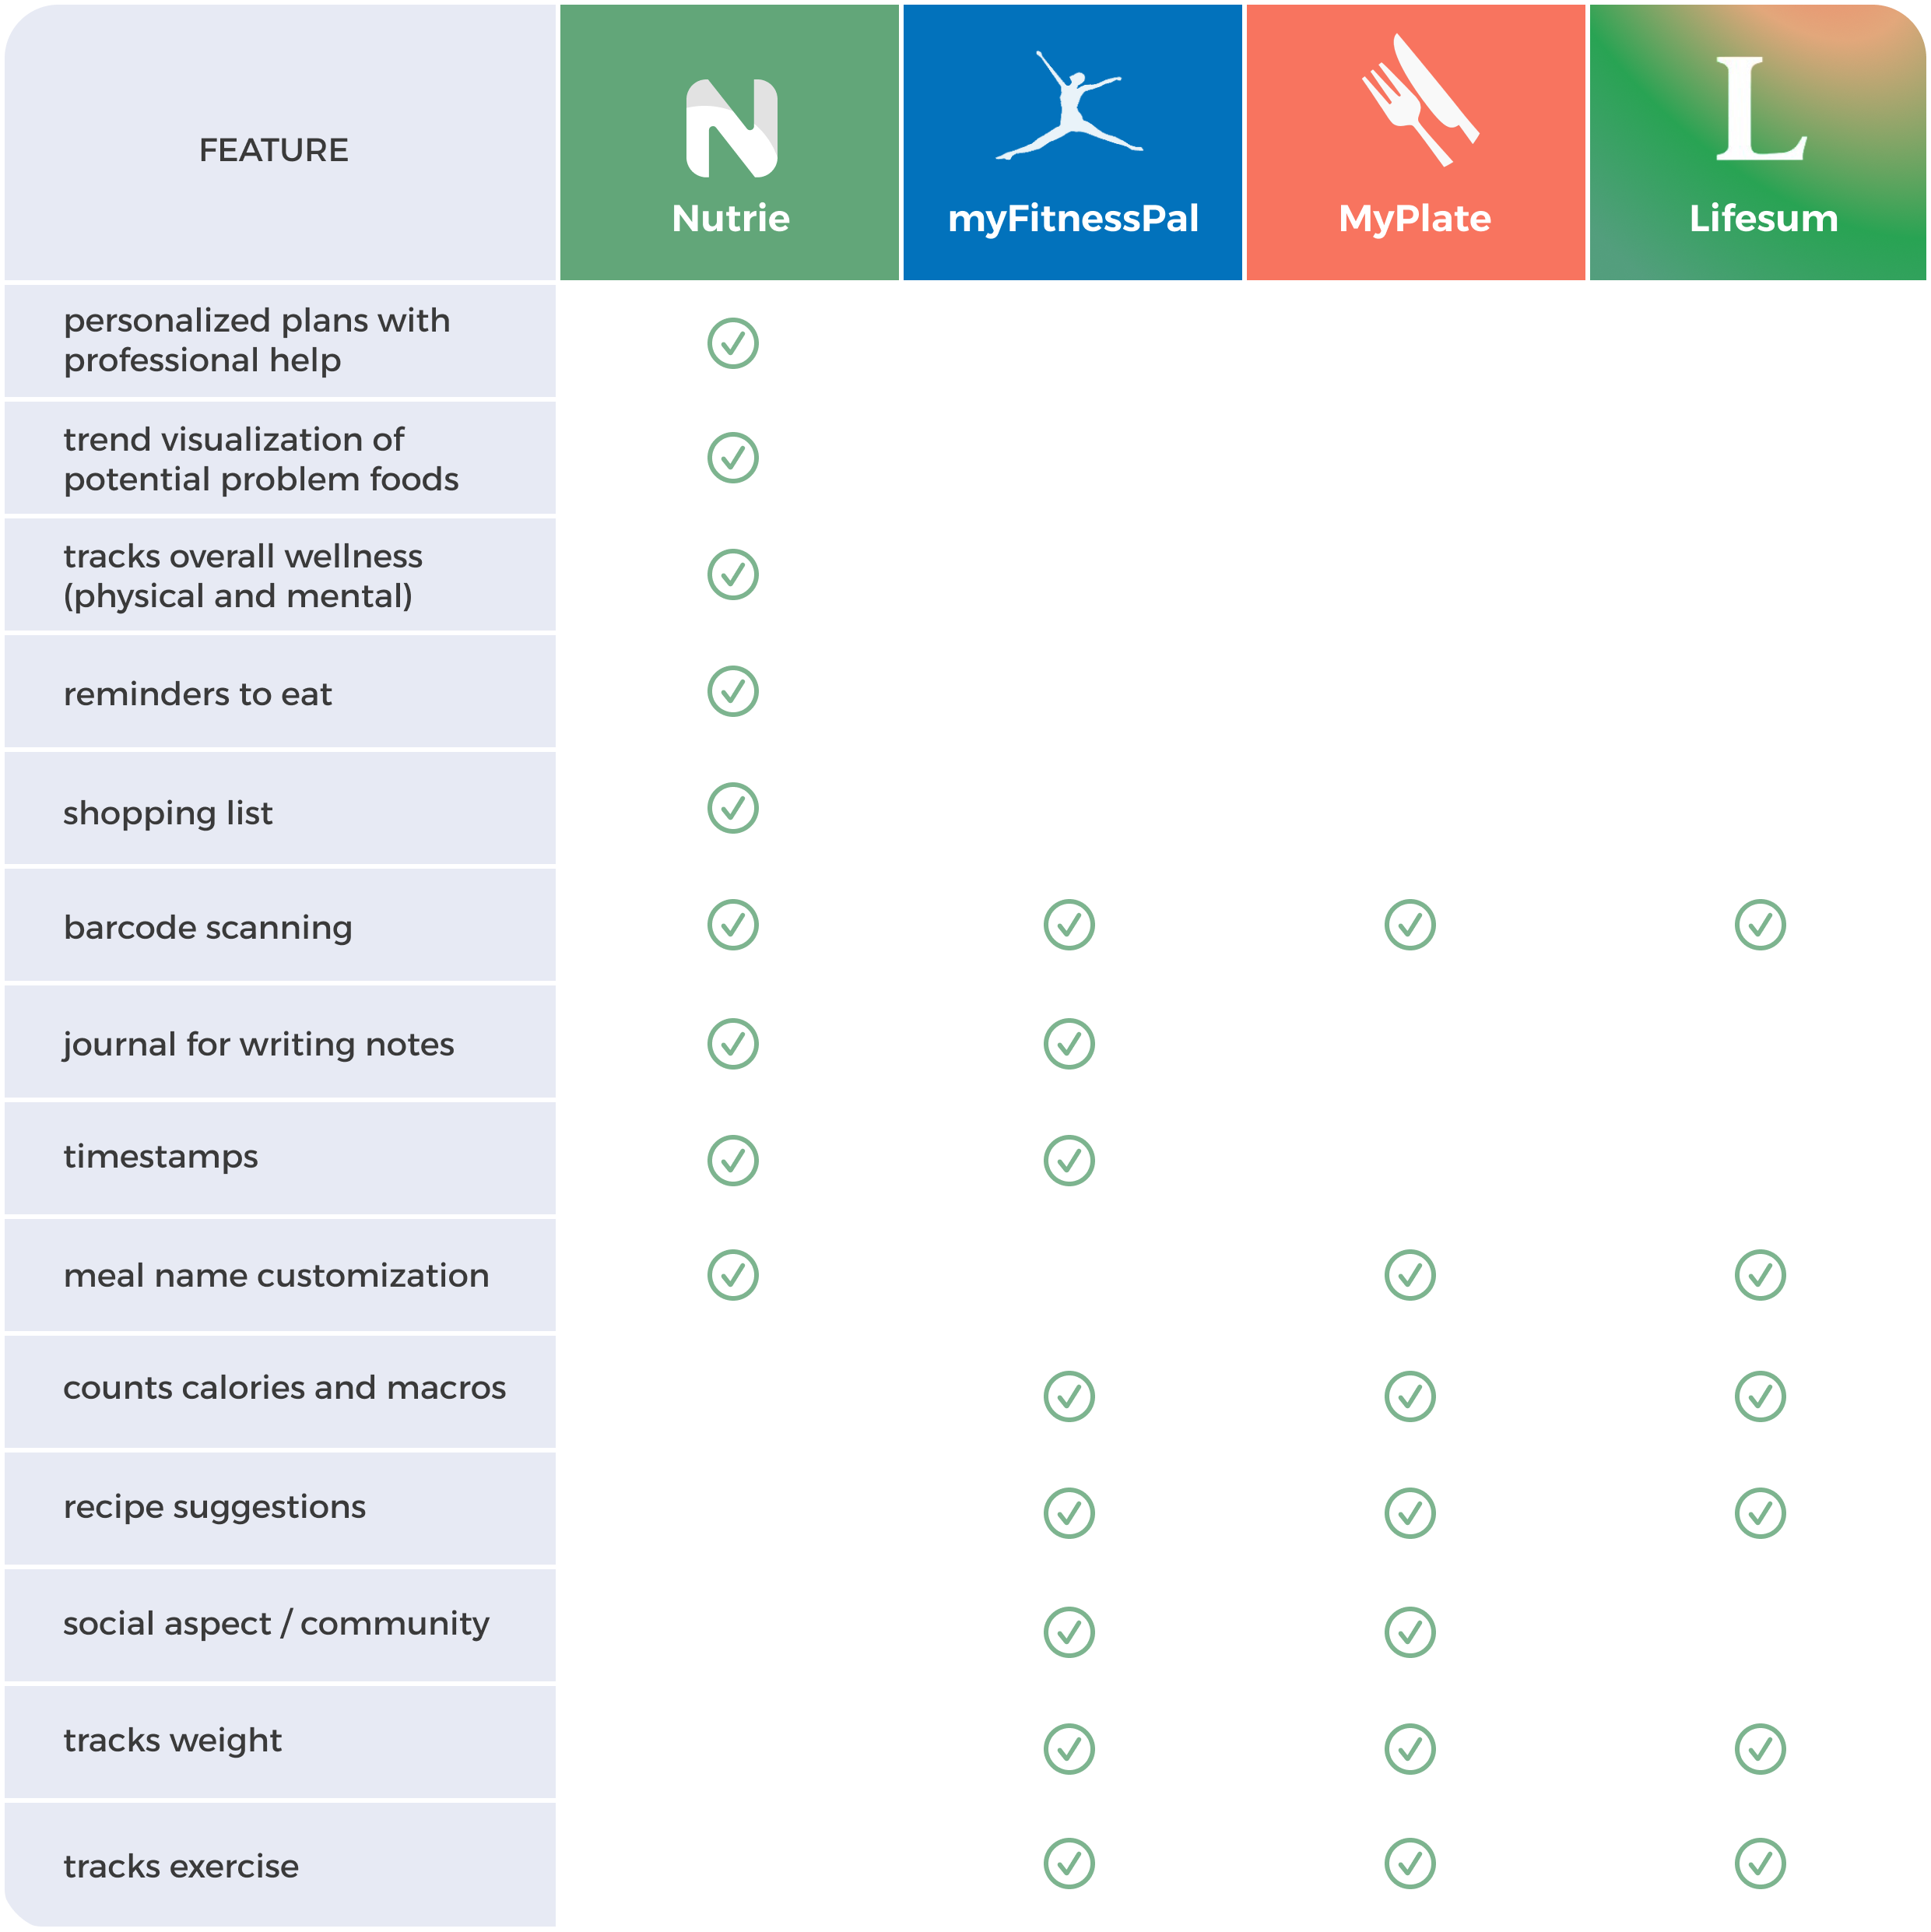 FEATURE
N
Nutrie
myFitnessPal
MyPlate
L
Lifesum
personalized plans with
professional help
trend visualization of
potential problem foods
tracks overall wellness
(physical and mental)
reminders to eat
shopping list
barcode scanning
journal for writing notes
timestamps
meal name customization
counts calories and macros
recipe suggestions
social aspect / community
tracks weight
tracks exercise